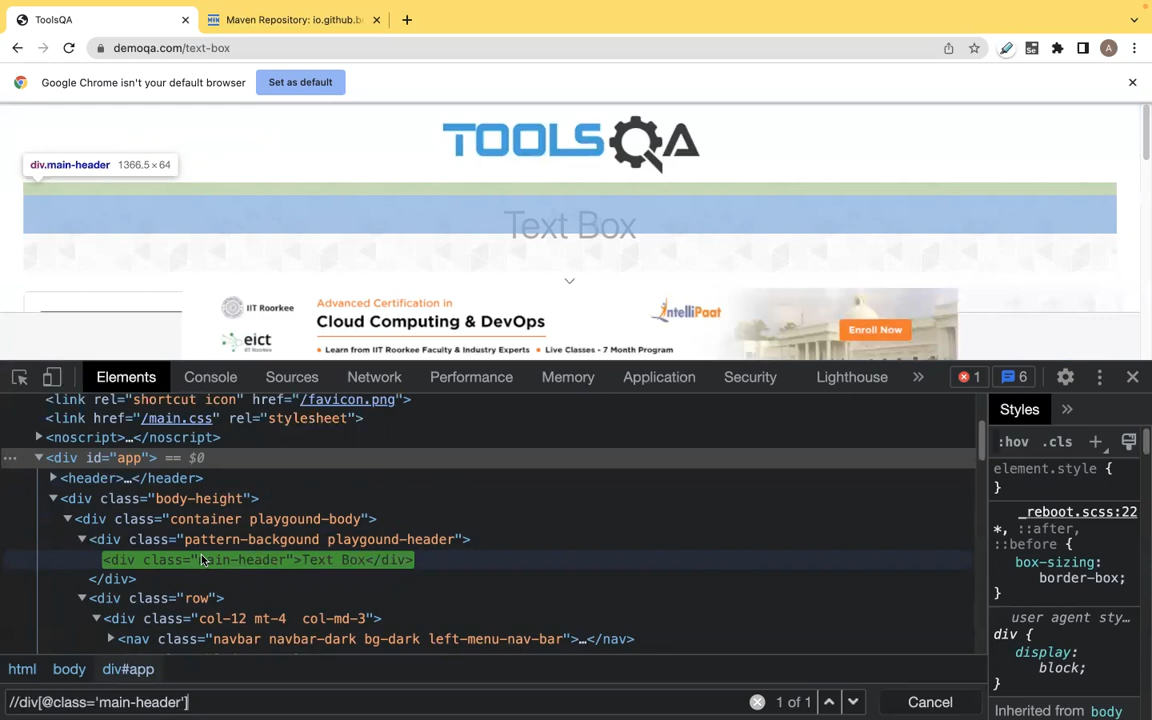 ToolsQA
Maven Repository: io.github.b
demoqa.com/text-box
A
Google Chrome isn't your default browser
Set as default
TOOLSQA
div.main-header 1366.5 × 64
Text Box
IIT Roorkee
Advanced Certification in
Cloud Computing & DevOps
IntelliPaat
eict
IIT Roorkee
Enroll Now
• Learn from IIT Roorkee Faculty & Industry Experts • Live Classes - 7 Month Program
Elements Console Sources Network Performance Memory Application Security Lighthouse » 1 6
<link rel="shortcut icon" href="/favicon.png">
<link href="/main.css" rel="stylesheet">
<noscript>…</noscript>
<div id="app"> == $0
<header>…</header>
<div class="body-height">
<div class="container playgound-body">
<div class="pattern-backgound playgound-header">
<div class="main-header">Text Box</div>
</div>
<div class="row">
<div class="col-12 mt-4  col-md-3">
<nav class="navbar navbar-dark bg-dark left-menu-nav-bar">…</nav>
html body div#app
//div[@class='main-header']
1 of 1
Cancel
Styles »
:hov .cls +
element.style {
}
_reboot.scss:22
*, ::after,
::before {
box-sizing:
border-box;
}
user agent sty…
div {
display:
block;
}
Inherited from body